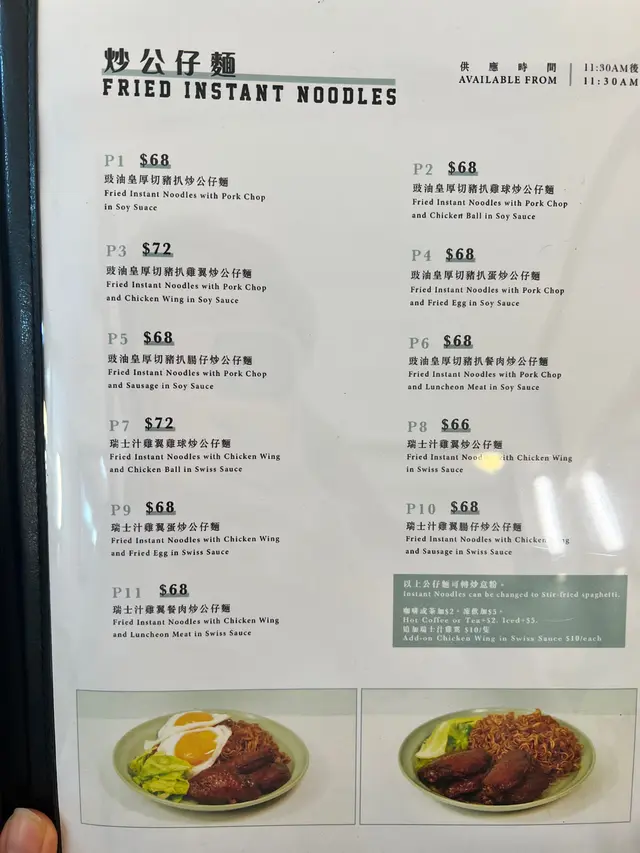 炒公仔麵
FRIED INSTANT NOODLES
供應時間 11:30AM後
AVAILABLE FROM 11:30AM
P1 $68
豉油皇厚切豬扒炒公仔麵
Fried Instant Noodles with Pork Chop
in Soy Suace
P2 $68
豉油皇厚切豬扒雞球炒公仔麵
Fried Instant Noodles with Pork Chop
and Chicken Ball in Soy Sauce
P3 $72
豉油皇厚切豬扒雞翼炒公仔麵
Fried Instant Noodles with Pork Chop
and Chicken Wing in Soy Sauce
P4 $68
豉油皇厚切豬扒蛋炒公仔麵
Fried Instant Noodles with Pork Chop
and Fried Egg in Soy Sauce
P5 $68
豉油皇厚切豬扒腸仔炒公仔麵
Fried Instant Noodles with Pork Chop
and Sausage in Soy Sauce
P6 $68
豉油皇厚切豬扒餐肉炒公仔麵
Fried Instant Noodles with Pork Chop
and Luncheon Meat in Soy Sauce
P7 $72
瑞士汁雞翼雞球炒公仔麵
Fried Instant Noodles with Chicken Wing
and Chicken Ball in Swiss Sauce
P8 $66
瑞士汁雞翼炒公仔麵
Fried Instant Noodles with Chicken Wing
in Swiss Sauce
P9 $68
瑞士汁雞翼蛋炒公仔麵
Fried Instant Noodles with Chicken Wing
and Fried Egg in Swiss Sauce
P10 $68
瑞士汁雞翼腸仔炒公仔麵
Fried Instant Noodles with Chicken Wing
and Sausage in Swiss Sauce
P11 $68
瑞士汁雞翼餐肉炒公仔麵
Fried Instant Noodles with Chicken Wing
and Luncheon Meat in Swiss Sauce
以上公仔麵可轉炒意粉。
Instant Noodles can be changed to Stir-fried spaghetti.
咖啡或茶加$2，凍飲加$5。
Hot Coffee or Tea+$2. Iced+$5.
追加瑞士汁雞翼 $10/隻
Add-on Chicken Wing in Swiss Sauce $10/each